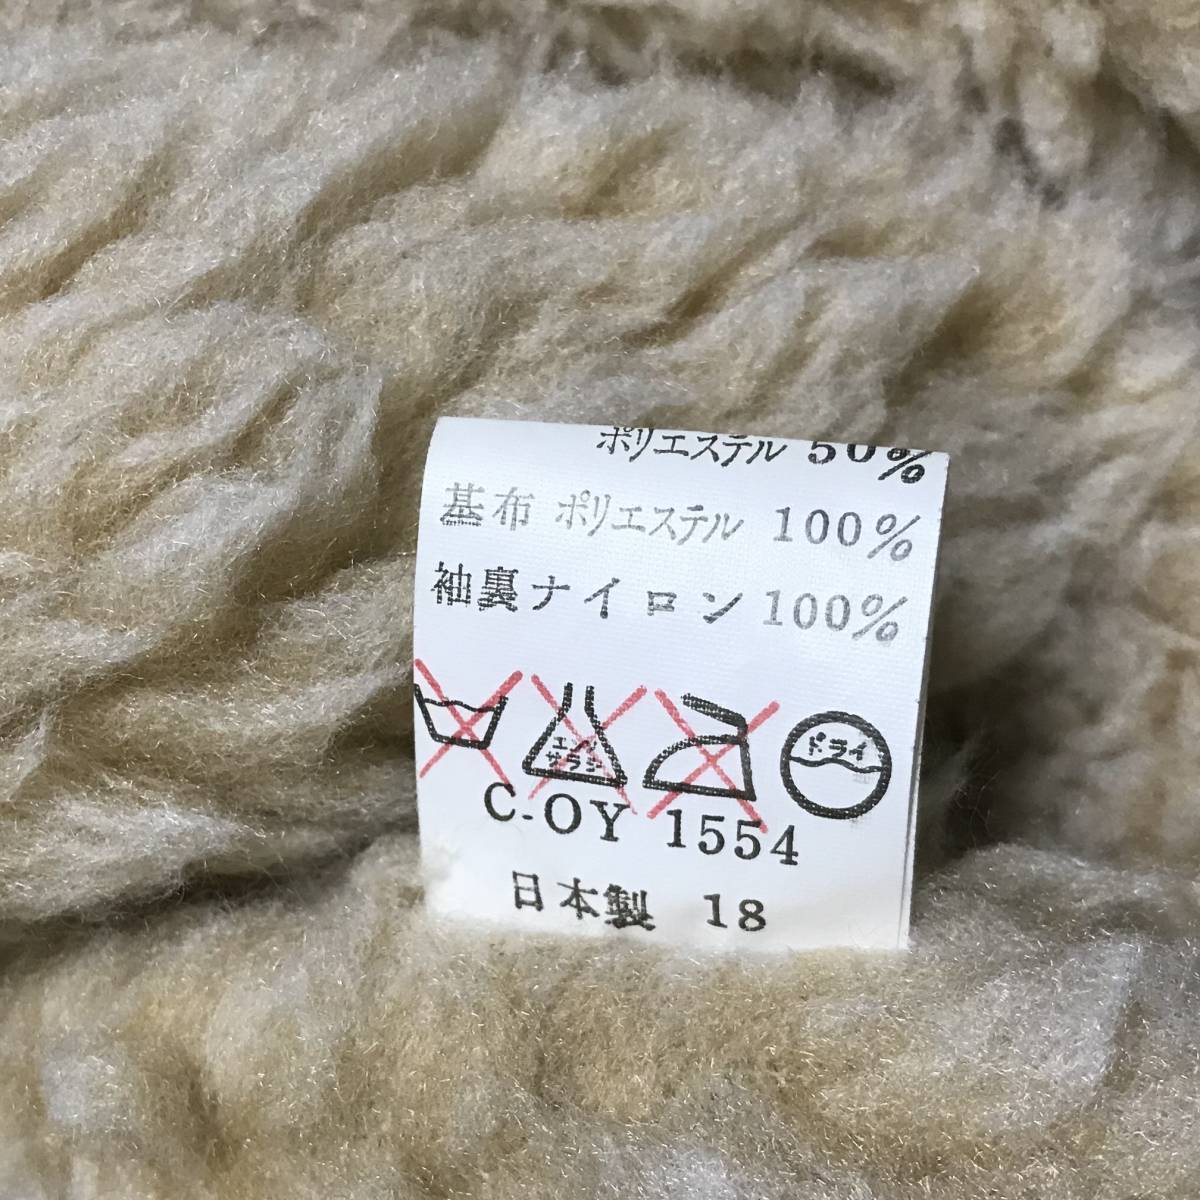 ポリエステル 50%
基布 ポリエステル 100%
袖裏ナイロン 100%
エンソ
サラシ
ドライ
C.OY 1554
日本製 18